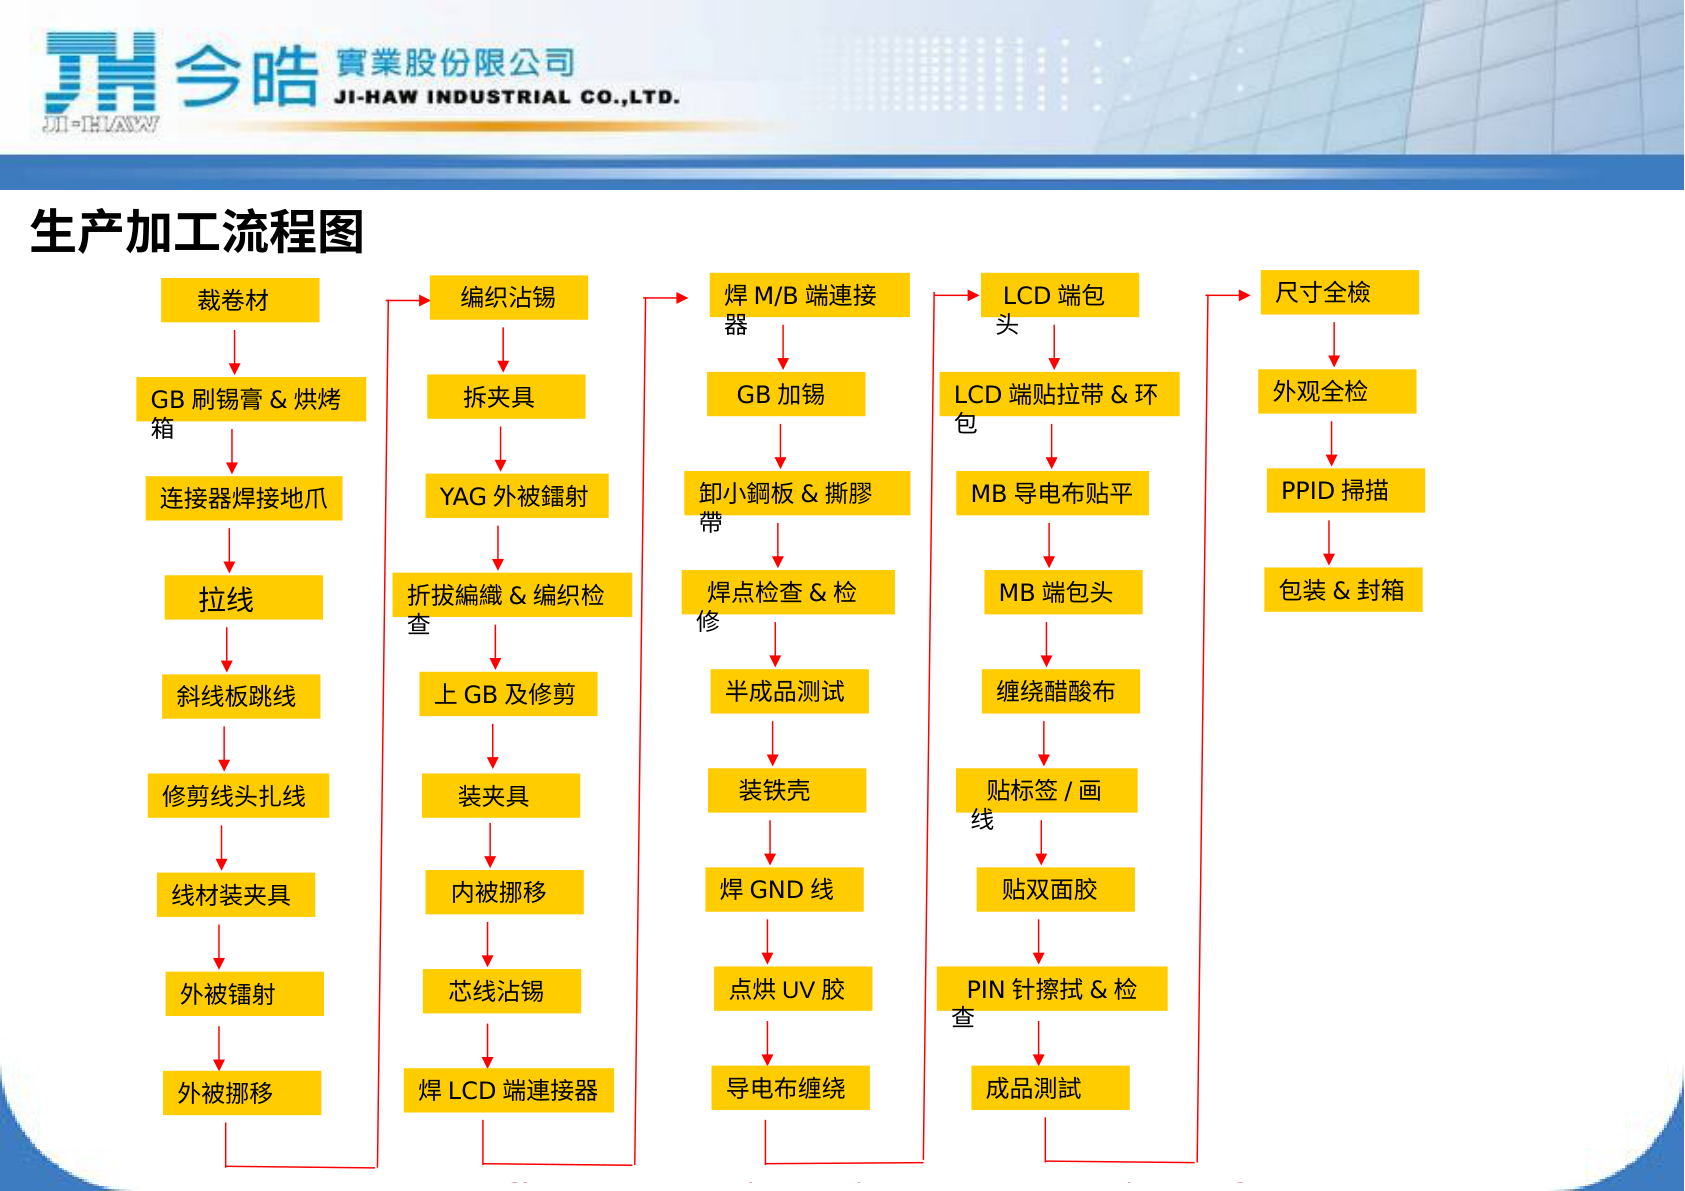 JH 今皓 實業股份限公司
JI-HAW INDUSTRIAL CO.,LTD.
JI-HAW
生产加工流程图
裁卷材
GB 刷锡膏 & 烘烤
箱
连接器焊接地爪
拉线
斜线板跳线
修剪线头扎线
线材装夹具
外被镭射
外被挪移
编织沾锡
拆夹具
YAG 外被鐳射
折拔編織 & 编织检
查
上 GB 及修剪
装夹具
内被挪移
芯线沾锡
焊 LCD 端連接器
焊 M/B 端連接
器
GB 加锡
卸小鋼板 & 撕膠
帶
焊点检查 & 检
修
半成品测试
装铁壳
焊 GND 线
点烘 UV 胶
导电布缠绕
LCD 端包
头
LCD 端贴拉带 & 环
包
MB 导电布贴平
MB 端包头
缠绕醋酸布
贴标签 / 画
线
贴双面胶
PIN 针擦拭 & 检
查
成品测試
尺寸全檢
外观全检
PPID 掃描
包装 & 封箱